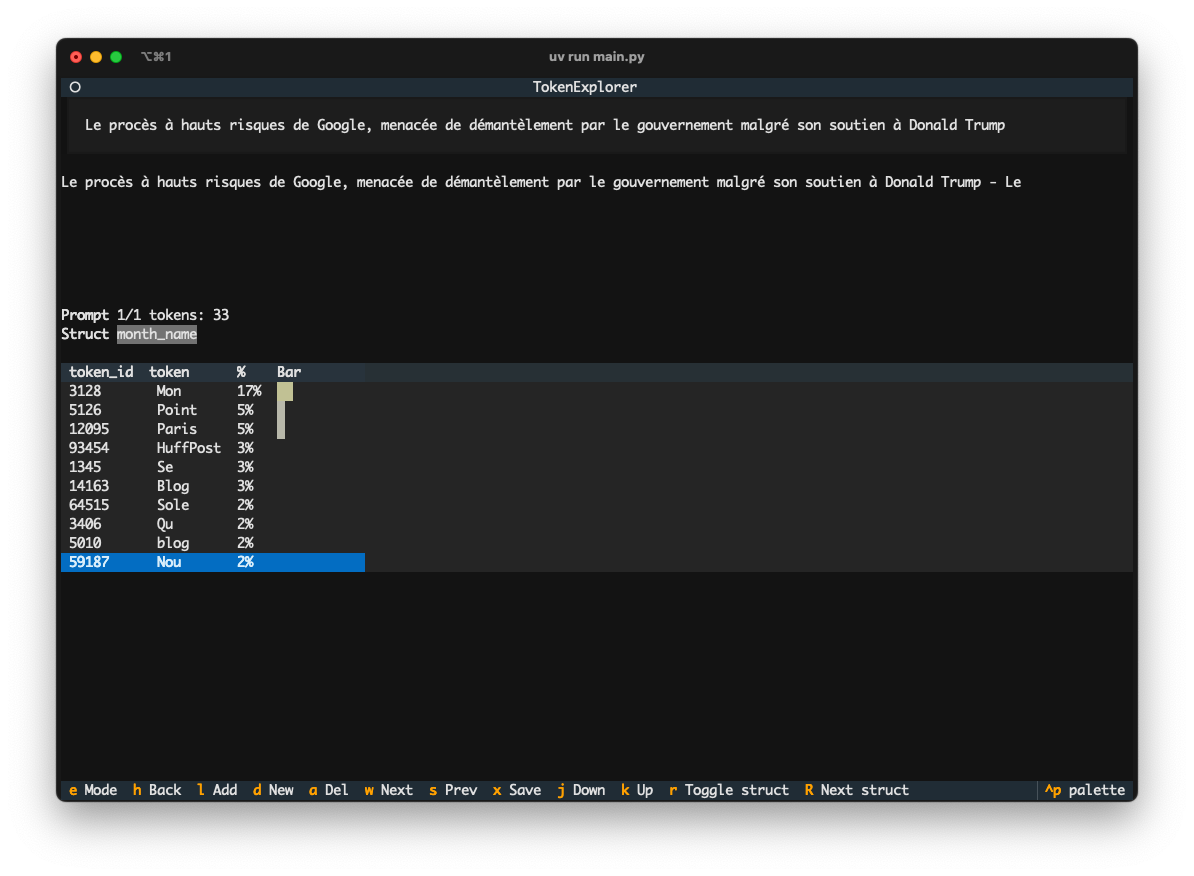 ⌥⌘1 uv run main.py
TokenExplorer
Le procès à hauts risques de Google, menacée de démantèlement par le gouvernement malgré son soutien à Donald Trump
Le procès à hauts risques de Google, menacée de démantèlement par le gouvernement malgré son soutien à Donald Trump - Le
Prompt 1/1 tokens: 33
Struct month_name
token_id token % Bar
3128 Mon 17%
5126 Point 5%
12095 Paris 5%
93454 HuffPost 3%
1345 Se 3%
14163 Blog 3%
64515 Sole 2%
3406 Qu 2%
5010 blog 2%
59187 Nou 2%
e Mode h Back l Add d New a Del w Next s Prev x Save j Down k Up r Toggle struct R Next struct ^p palette